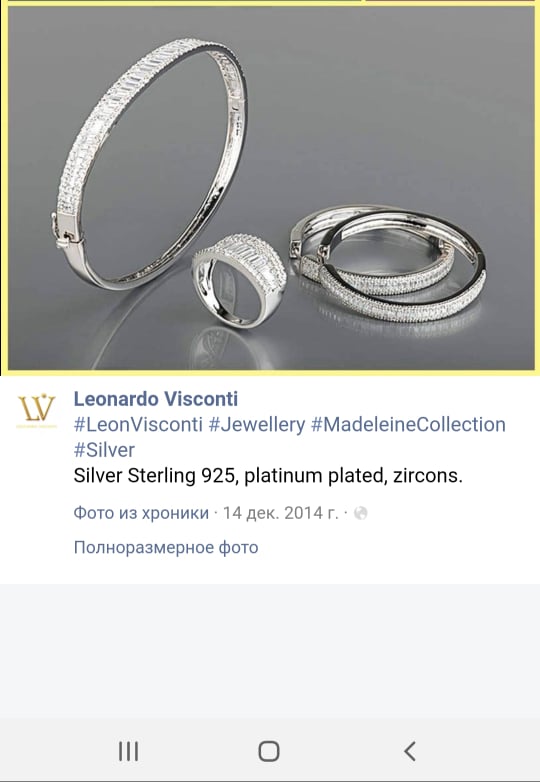 LV
Leonardo Visconti
#LeonVisconti #Jewellery #MadeleineCollection
#Silver
Silver Sterling 925, platinum plated, zircons.
Фото из хроники · 14 дек. 2014 г. ·
Полноразмерное фото